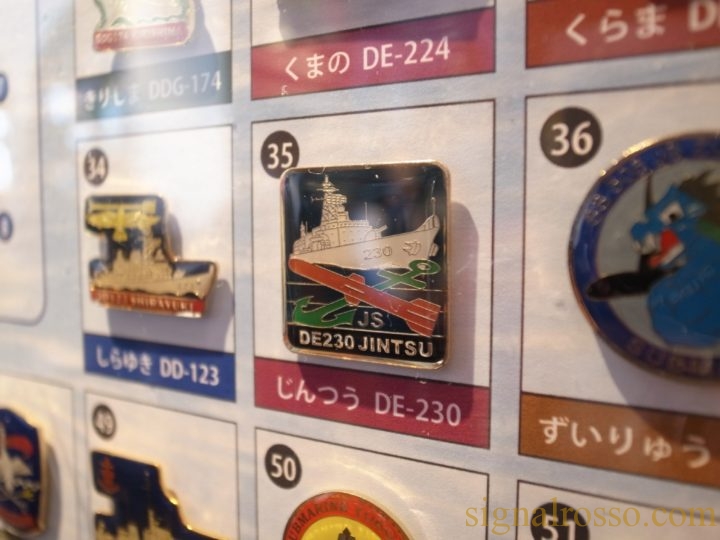 きりしま DDG-174
くまの DE-224
くらま D
34
35
36
230
JS
DE230 JINTSU
しらゆき DD-123
じんつう DE-230
ずいりゅう
49
50
51
signalrosso.com